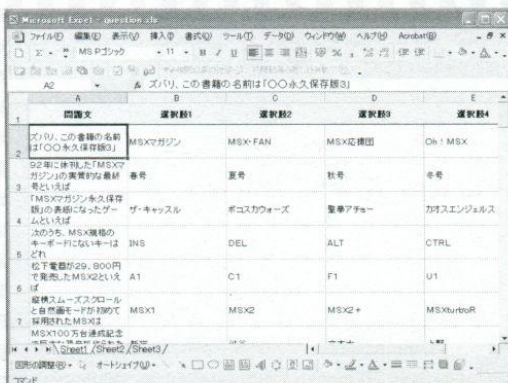 Microsoft Excel - question.xls
ファイル(F) 編集(E) 表示(V) 挿入(I) 書式(O) ツール(T) データ(D) ウィンドウ(W) ヘルプ(H) Acrobat(B)
MS Pゴシック 11 B I U
A2 ズバリ、この書籍の名前は「〇〇永久保存版3」
A B C D E
1 問題文 選択肢1 選択肢2 選択肢3 選択肢4
ズバリ、この書籍の名前
2 は「〇〇永久保存版3」 MSXマガジン MSX・FAN MSX応援団 Oh!MSX
92年に休刊した「MSXマ
ガジン」の実質的な最終
3 号といえば 春号 夏号 秋号 冬号
「MSXマガジン永久保存
版」の表紙になったゲー
4 ムといえば ザ・キャッスル ボコスカウォーズ 聖拳アチョー カオスエンジェルス
次のうち、MSX規格の
キーボードにないキーは
5 どれ INS DEL ALT CTRL
松下電器が29,800円
で発売したMSX2といえ
6 ば A1 C1 F1 U1
縦横スムーズスクロール
と自然画モードが初めて
7 採用されたMSXは MSX1 MSX2 MSX2+ MSXturboR
MSX100万台達成記念
Sheet1 Sheet2 Sheet3
図形の調整(R) オートシェイプ(U)
コマンド